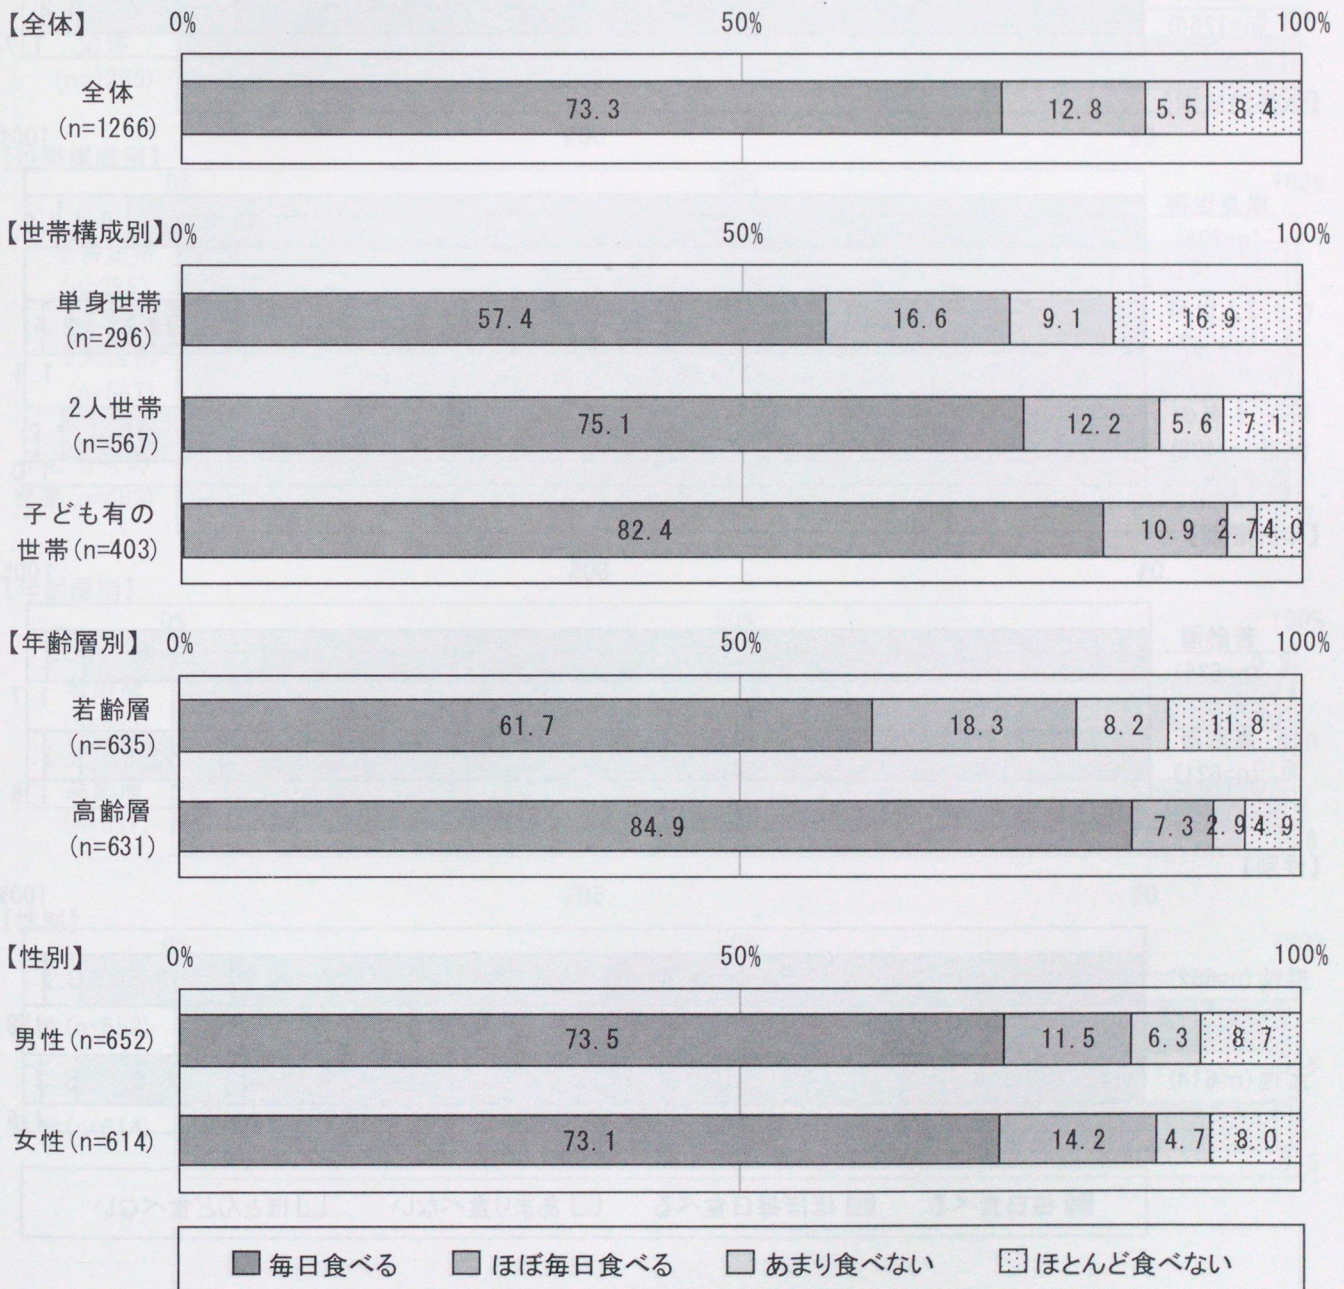 【全体】 0% 50% 100%
全体 73.3 12.8 5.5 8.4
(n=1266)
【世帯構成別】 0% 50% 100%
単身世帯 57.4 16.6 9.1 16.9
(n=296)
2人世帯 75.1 12.2 5.6 7.1
(n=567)
子ども有の 82.4 10.9 2.7 4.0
世帯(n=403)
【年齢層別】 0% 50% 100%
若齢層 61.7 18.3 8.2 11.8
(n=635)
高齢層 84.9 7.3 2.9 4.9
(n=631)
【性別】 0% 50% 100%
男性(n=652) 73.5 11.5 6.3 8.7
女性(n=614) 73.1 14.2 4.7 8.0
毎日食べる ほぼ毎日食べる あまり食べない ほとんど食べない